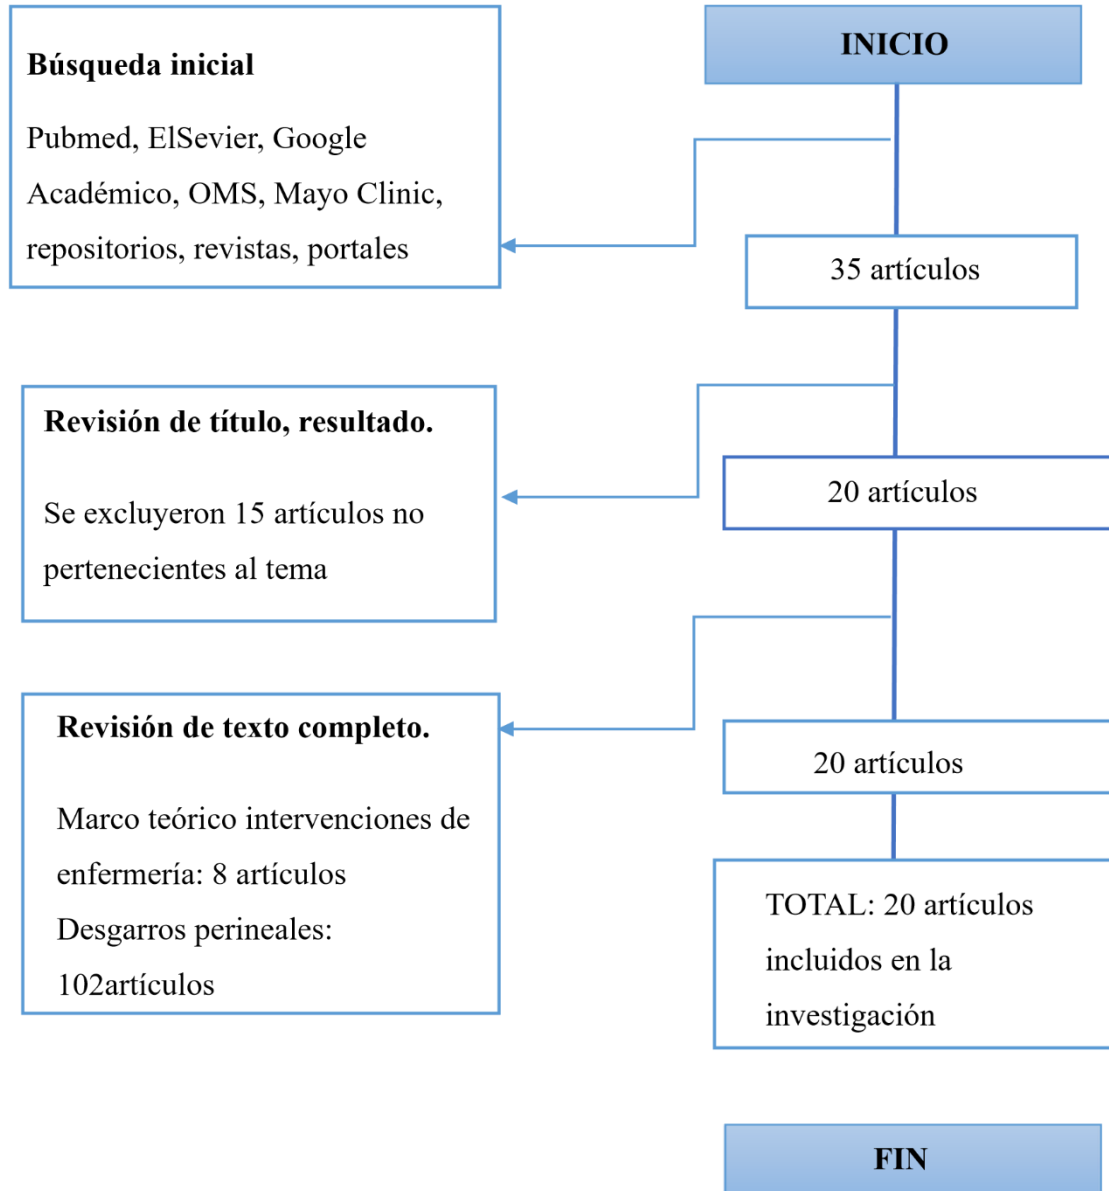 INICIO
Búsqueda inicial
Pubmed, ElSevier, Google
Académico, OMS, Mayo Clinic,
repositorios, revistas, portales
35 artículos
Revisión de título, resultado.
Se excluyeron 15 artículos no
pertenecientes al tema
20 artículos
Revisión de texto completo.
Marco teórico intervenciones de
enfermería: 8 artículos
Desgarros perineales:
102artículos
20 artículos
TOTAL: 20 artículos
incluidos en la
investigación
FIN